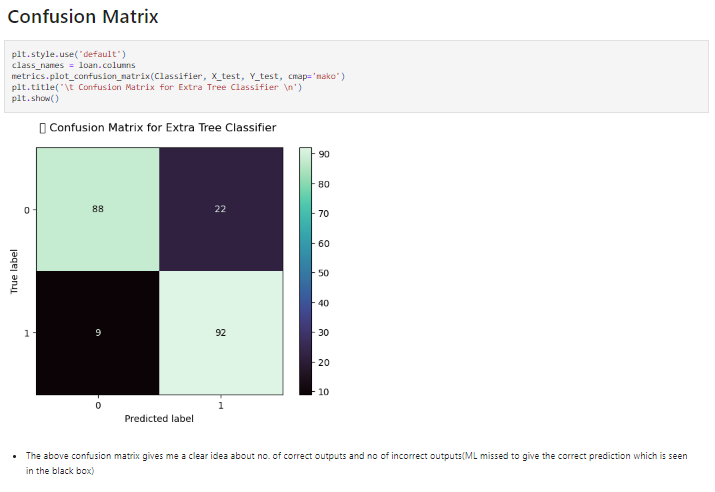 Confusion Matrix
plt.style.use('default')
class_names = loan.columns
metrics.plot_confusion_matrix(Classifier, X_test, Y_test, cmap='mako')
plt.title('\t Confusion Matrix for Extra Tree Classifier \n')
plt.show()
Confusion Matrix for Extra Tree Classifier
90
80
70
60
50
40
30
20
10
0
88
22
True label
1
9
92
0
1
Predicted label
• The above confusion matrix gives me a clear idea about no. of correct outputs and no of incorrect outputs(ML missed to give the correct prediction which is seen
in the black box)